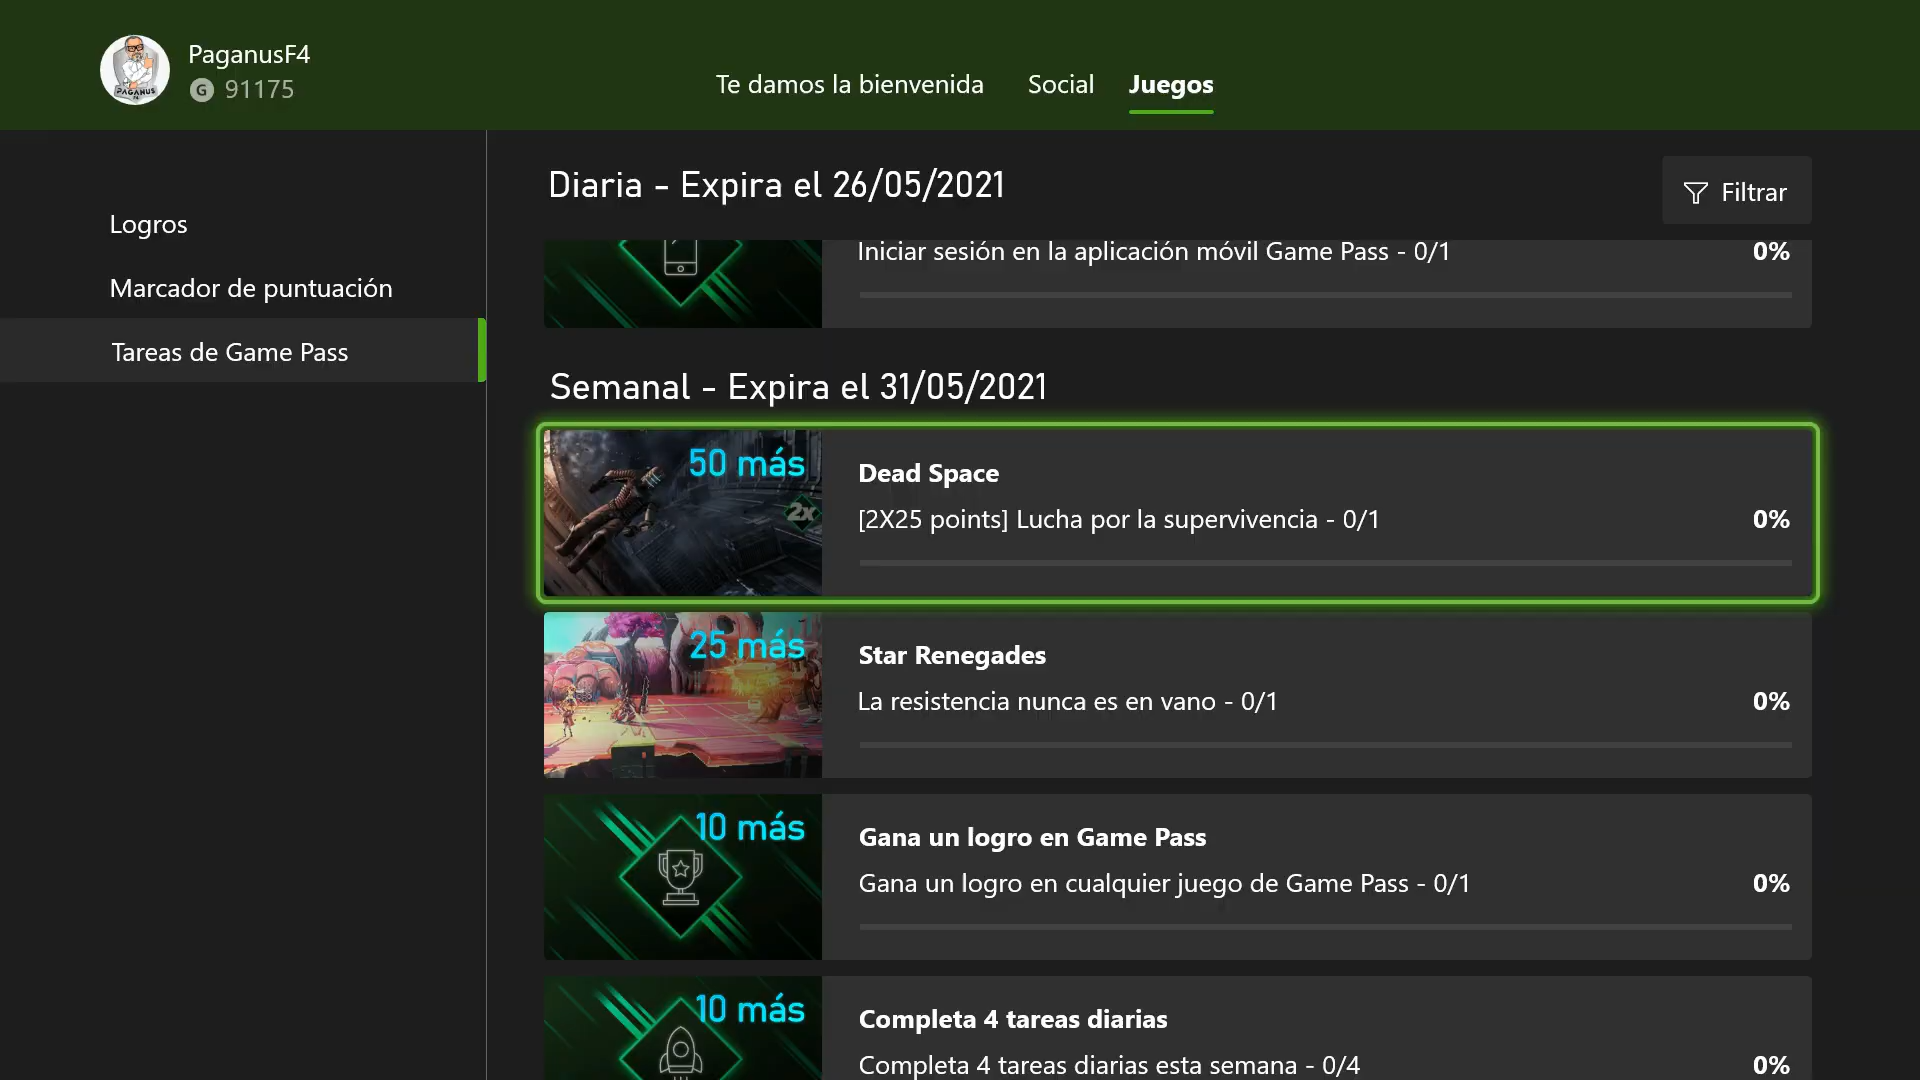 PaganusF4
G 91175
PAGANUS
Te damos la bienvenida
Social
Juegos
Logros
Marcador de puntuación
Tareas de Game Pass
Diaria - Expira el 26/05/2021
Filtrar
Iniciar sesión en la aplicación móvil Game Pass - 0/1
0%
Semanal - Expira el 31/05/2021
50 más
2x
Dead Space
[2X25 points] Lucha por la supervivencia - 0/1
0%
25 más
Star Renegades
La resistencia nunca es en vano - 0/1
0%
10 más
Gana un logro en Game Pass
Gana un logro en cualquier juego de Game Pass - 0/1
0%
10 más
Completa 4 tareas diarias
Completa 4 tareas diarias esta semana - 0/4
0%